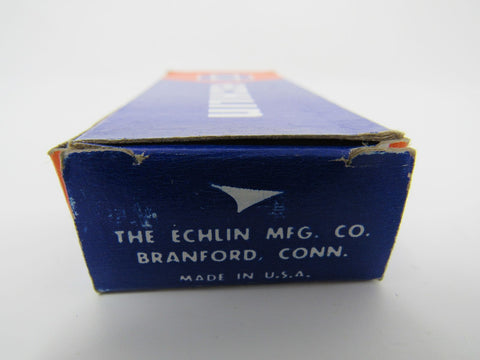 THE ECHLIN MFG. CO.
BRANFORD, CONN.
MADE IN U.S.A.